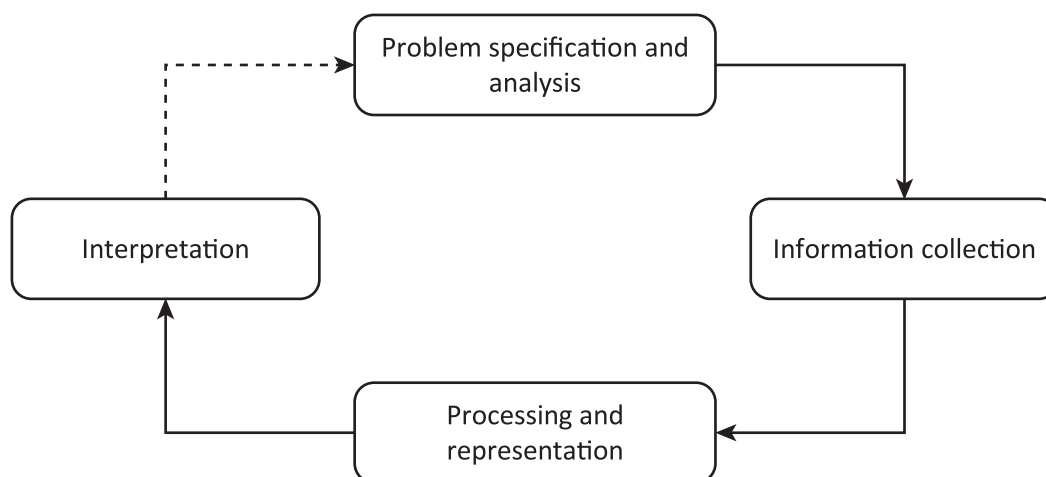 Problem specification and
analysis
Interpretation
Information collection
Processing and
representation